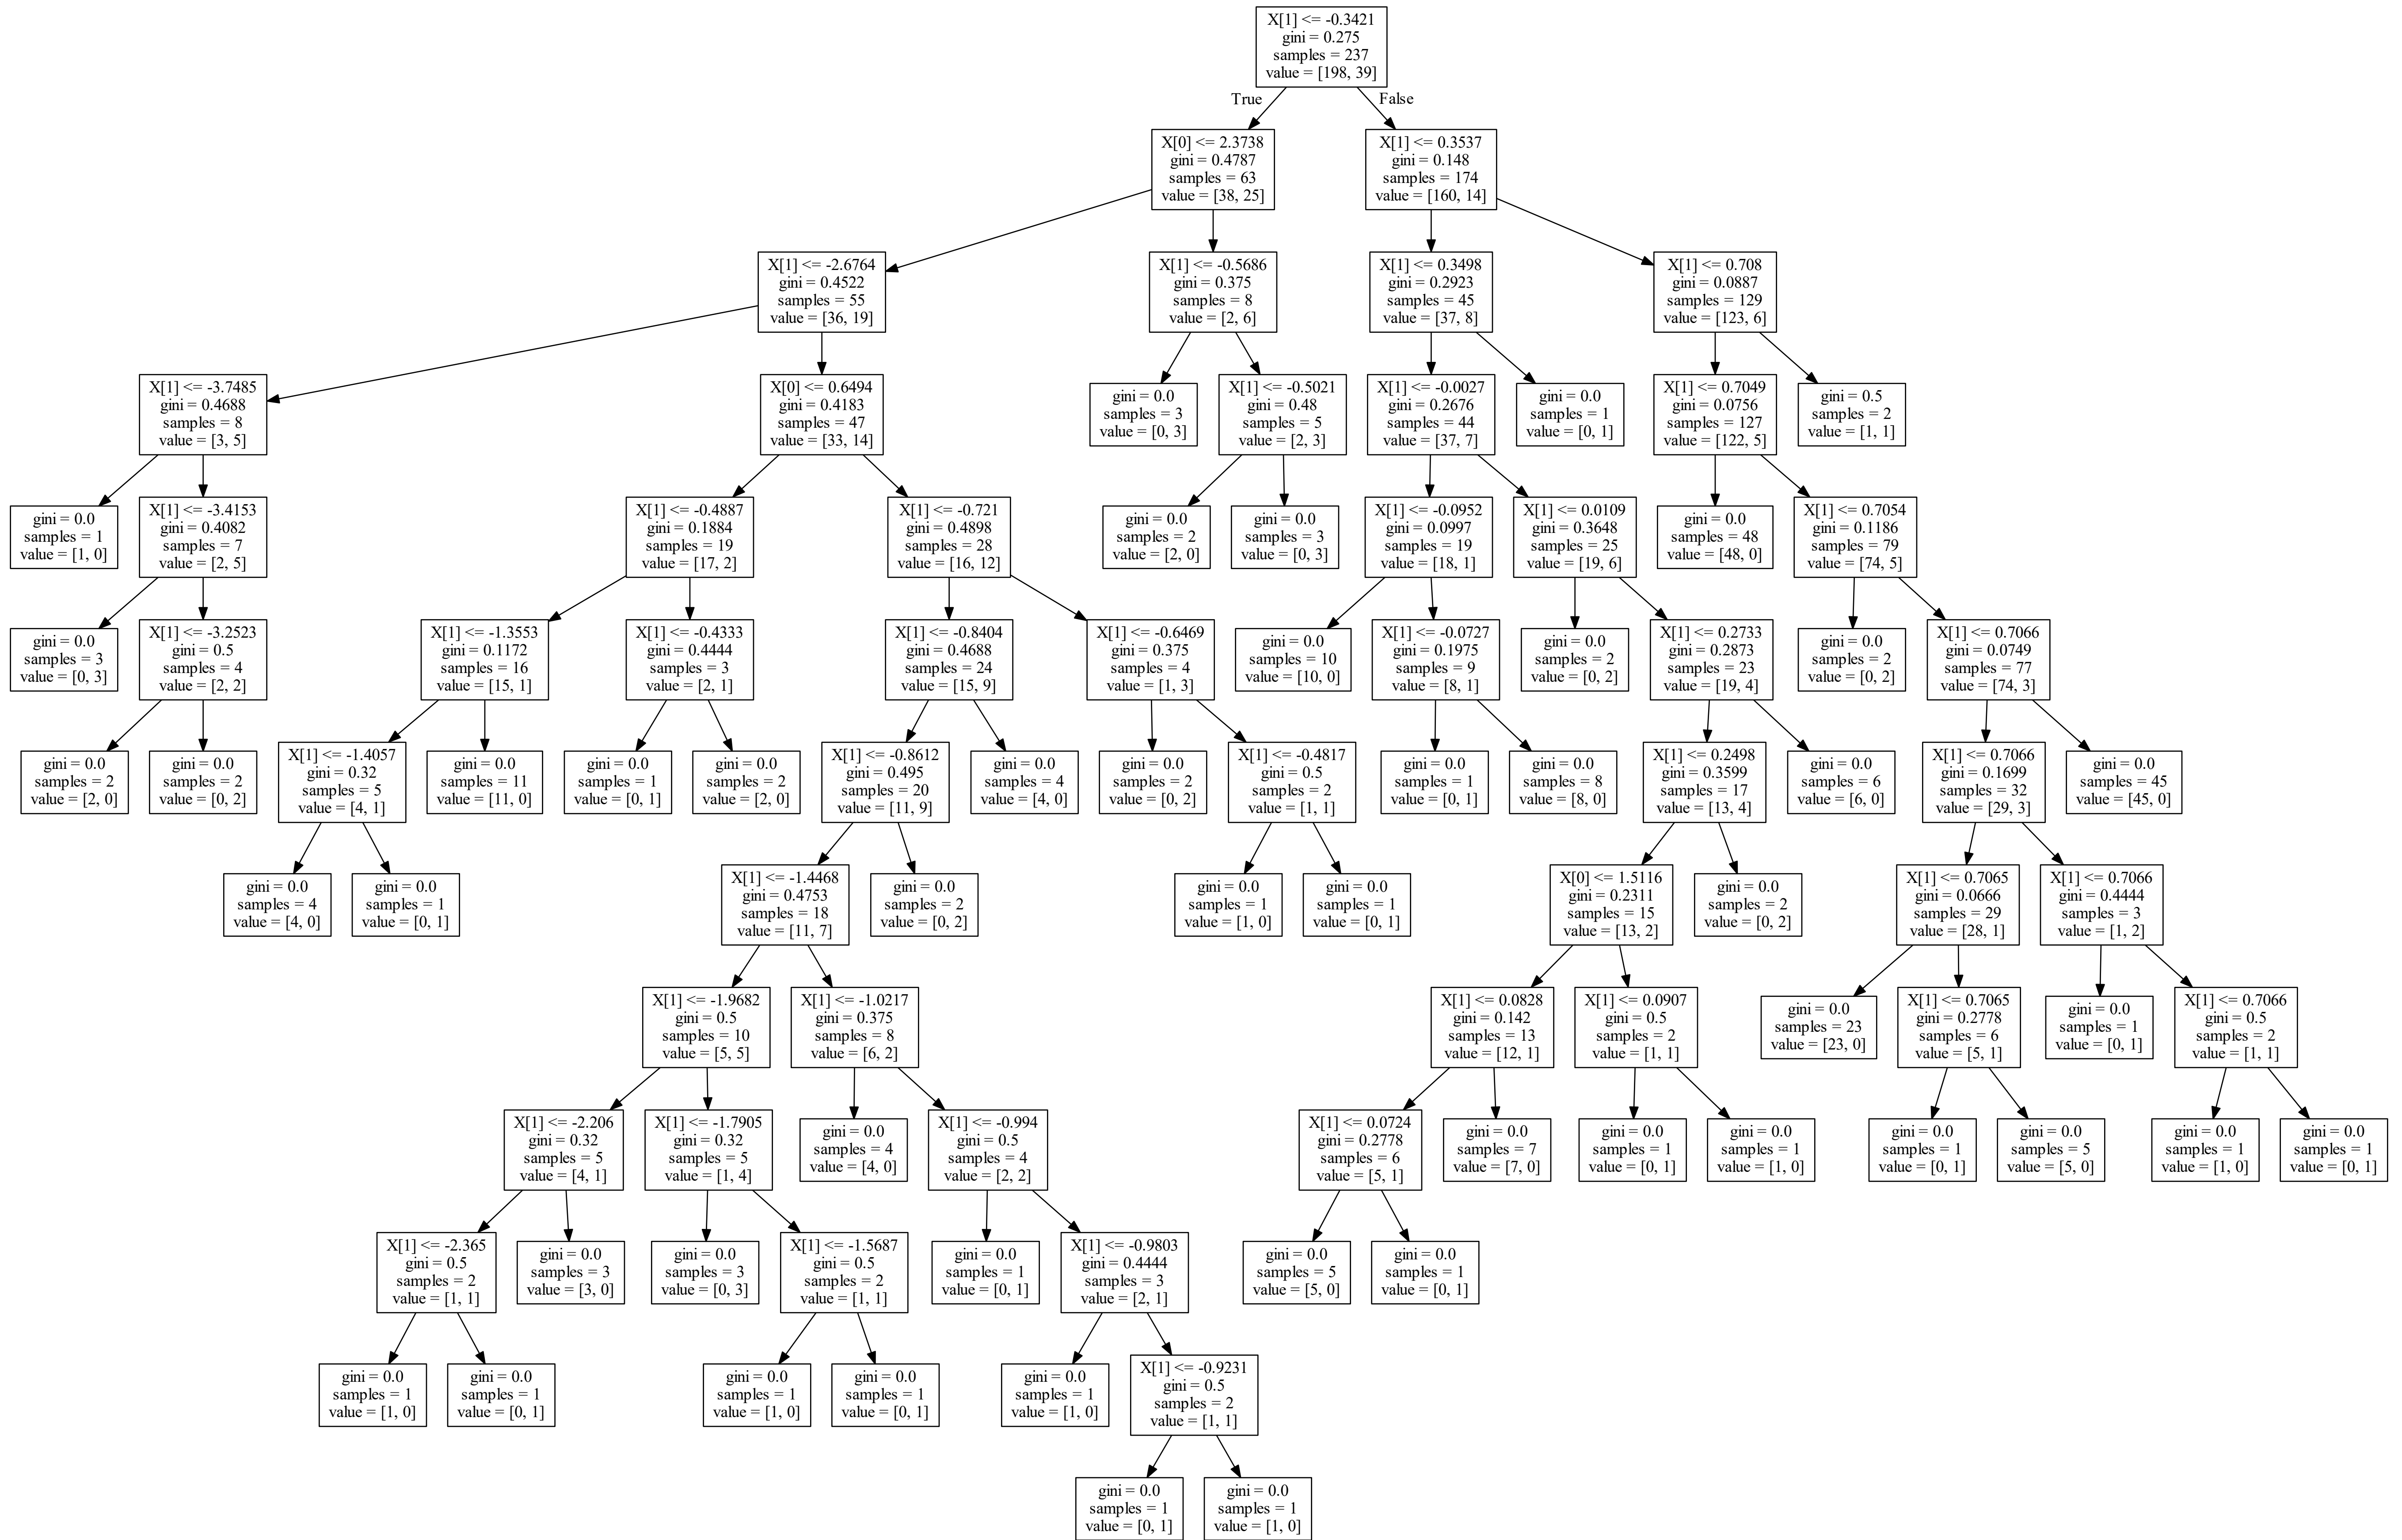 X[1] <= -0.3421
gini = 0.275
samples = 237
value = [198, 39]
True
False
X[0] <= 2.3738
gini = 0.4787
samples = 63
value = [38, 25]
X[1] <= 0.3537
gini = 0.148
samples = 174
value = [160, 14]
X[1] <= -2.6764
gini = 0.4522
samples = 55
value = [36, 19]
X[1] <= -0.5686
gini = 0.375
samples = 8
value = [2, 6]
X[1] <= 0.3498
gini = 0.2923
samples = 45
value = [37, 8]
X[1] <= 0.708
gini = 0.0887
samples = 129
value = [123, 6]
X[1] <= -3.7485
gini = 0.4688
samples = 8
value = [3, 5]
X[0] <= 0.6494
gini = 0.4183
samples = 47
value = [33, 14]
gini = 0.0
samples = 3
value = [0, 3]
X[1] <= -0.5021
gini = 0.48
samples = 5
value = [2, 3]
X[1] <= -0.0027
gini = 0.2676
samples = 44
value = [37, 7]
gini = 0.0
samples = 1
value = [0, 1]
X[1] <= 0.7049
gini = 0.0756
samples = 127
value = [122, 5]
gini = 0.5
samples = 2
value = [1, 1]
gini = 0.0
samples = 1
value = [1, 0]
X[1] <= -3.4153
gini = 0.4082
samples = 7
value = [2, 5]
X[1] <= -0.4887
gini = 0.1884
samples = 19
value = [17, 2]
X[1] <= -0.721
gini = 0.4898
samples = 28
value = [16, 12]
gini = 0.0
samples = 2
value = [2, 0]
gini = 0.0
samples = 3
value = [0, 3]
X[1] <= -0.0952
gini = 0.0997
samples = 19
value = [18, 1]
X[1] <= 0.0109
gini = 0.3648
samples = 25
value = [19, 6]
gini = 0.0
samples = 48
value = [48, 0]
X[1] <= 0.7054
gini = 0.1186
samples = 79
value = [74, 5]
gini = 0.0
samples = 3
value = [0, 3]
X[1] <= -3.2523
gini = 0.5
samples = 4
value = [2, 2]
X[1] <= -1.3553
gini = 0.1172
samples = 16
value = [15, 1]
X[1] <= -0.4333
gini = 0.4444
samples = 3
value = [2, 1]
X[1] <= -0.8404
gini = 0.4688
samples = 24
value = [15, 9]
X[1] <= -0.6469
gini = 0.375
samples = 4
value = [1, 3]
gini = 0.0
samples = 10
value = [10, 0]
X[1] <= -0.0727
gini = 0.1975
samples = 9
value = [8, 1]
gini = 0.0
samples = 2
value = [0, 2]
X[1] <= 0.2733
gini = 0.2873
samples = 23
value = [19, 4]
gini = 0.0
samples = 2
value = [0, 2]
X[1] <= 0.7066
gini = 0.0749
samples = 77
value = [74, 3]
gini = 0.0
samples = 2
value = [2, 0]
gini = 0.0
samples = 2
value = [0, 2]
X[1] <= -1.4057
gini = 0.32
samples = 5
value = [4, 1]
gini = 0.0
samples = 11
value = [11, 0]
gini = 0.0
samples = 1
value = [0, 1]
gini = 0.0
samples = 2
value = [2, 0]
X[1] <= -0.8612
gini = 0.495
samples = 20
value = [11, 9]
gini = 0.0
samples = 4
value = [4, 0]
gini = 0.0
samples = 2
value = [0, 2]
X[1] <= -0.4817
gini = 0.5
samples = 2
value = [1, 1]
gini = 0.0
samples = 1
value = [0, 1]
gini = 0.0
samples = 8
value = [8, 0]
X[1] <= 0.2498
gini = 0.3599
samples = 17
value = [13, 4]
gini = 0.0
samples = 6
value = [6, 0]
X[1] <= 0.7066
gini = 0.1699
samples = 32
value = [29, 3]
gini = 0.0
samples = 45
value = [45, 0]
gini = 0.0
samples = 4
value = [4, 0]
gini = 0.0
samples = 1
value = [0, 1]
X[1] <= -1.4468
gini = 0.4753
samples = 18
value = [11, 7]
gini = 0.0
samples = 2
value = [0, 2]
gini = 0.0
samples = 1
value = [1, 0]
gini = 0.0
samples = 1
value = [0, 1]
X[0] <= 1.5116
gini = 0.2311
samples = 15
value = [13, 2]
gini = 0.0
samples = 2
value = [0, 2]
X[1] <= 0.7065
gini = 0.0666
samples = 29
value = [28, 1]
X[1] <= 0.7066
gini = 0.4444
samples = 3
value = [1, 2]
X[1] <= -1.9682
gini = 0.5
samples = 10
value = [5, 5]
X[1] <= -1.0217
gini = 0.375
samples = 8
value = [6, 2]
X[1] <= 0.0828
gini = 0.142
samples = 13
value = [12, 1]
X[1] <= 0.0907
gini = 0.5
samples = 2
value = [1, 1]
gini = 0.0
samples = 23
value = [23, 0]
X[1] <= 0.7065
gini = 0.2778
samples = 6
value = [5, 1]
gini = 0.0
samples = 1
value = [0, 1]
X[1] <= 0.7066
gini = 0.5
samples = 2
value = [1, 1]
X[1] <= -2.206
gini = 0.32
samples = 5
value = [4, 1]
X[1] <= -1.7905
gini = 0.32
samples = 5
value = [1, 4]
gini = 0.0
samples = 4
value = [4, 0]
X[1] <= -0.994
gini = 0.5
samples = 4
value = [2, 2]
X[1] <= 0.0724
gini = 0.2778
samples = 6
value = [5, 1]
gini = 0.0
samples = 7
value = [7, 0]
gini = 0.0
samples = 1
value = [0, 1]
gini = 0.0
samples = 1
value = [1, 0]
gini = 0.0
samples = 1
value = [0, 1]
gini = 0.0
samples = 5
value = [5, 0]
gini = 0.0
samples = 1
value = [1, 0]
gini = 0.0
samples = 1
value = [0, 1]
X[1] <= -2.365
gini = 0.5
samples = 2
value = [1, 1]
gini = 0.0
samples = 3
value = [3, 0]
gini = 0.0
samples = 3
value = [0, 3]
X[1] <= -1.5687
gini = 0.5
samples = 2
value = [1, 1]
gini = 0.0
samples = 1
value = [0, 1]
X[1] <= -0.9803
gini = 0.4444
samples = 3
value = [2, 1]
gini = 0.0
samples = 5
value = [5, 0]
gini = 0.0
samples = 1
value = [0, 1]
gini = 0.0
samples = 1
value = [1, 0]
gini = 0.0
samples = 1
value = [0, 1]
gini = 0.0
samples = 1
value = [1, 0]
gini = 0.0
samples = 1
value = [0, 1]
gini = 0.0
samples = 1
value = [1, 0]
X[1] <= -0.9231
gini = 0.5
samples = 2
value = [1, 1]
gini = 0.0
samples = 1
value = [0, 1]
gini = 0.0
samples = 1
value = [1, 0]